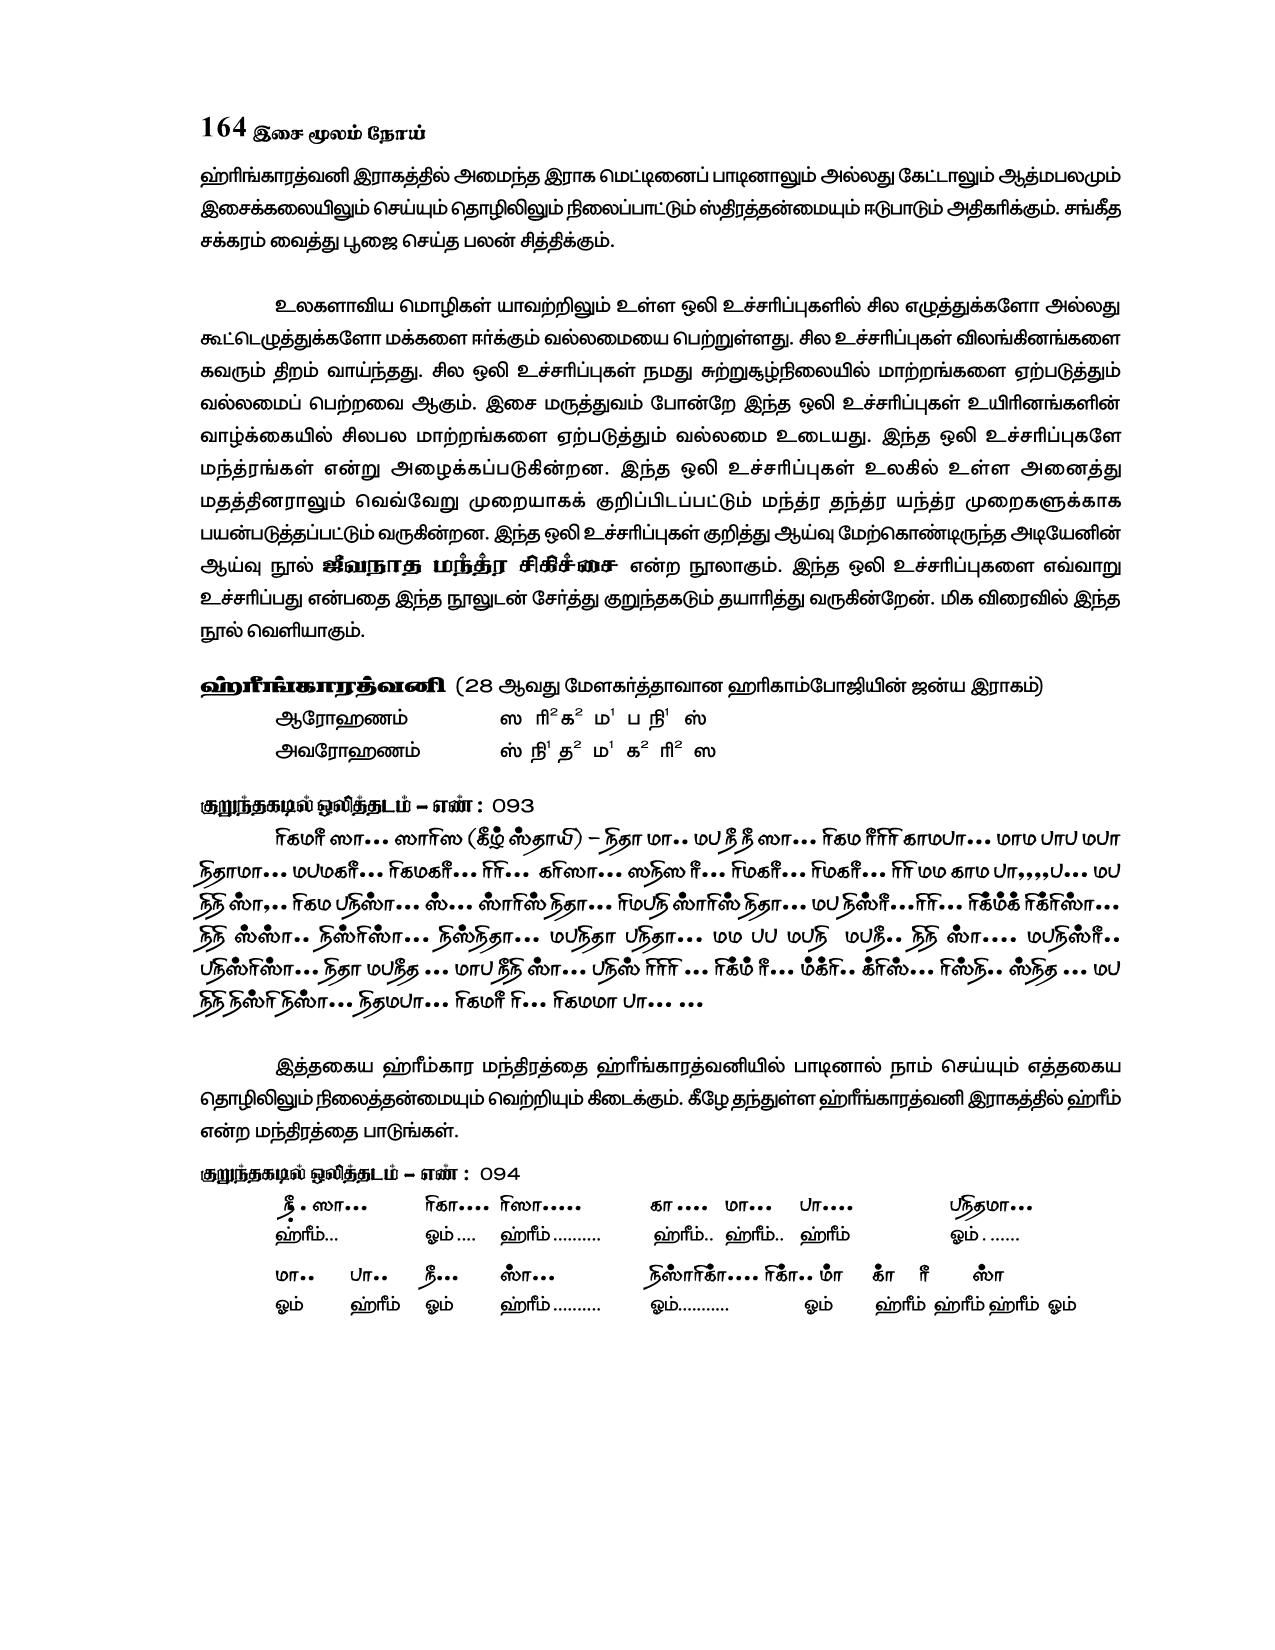 164 இசை மூலம் நோய்
ஹ்ரிங்காரத்வனி இராகத்தில் அமைந்த இராக மெட்டினைப் பாடினாலும் அல்லது கேட்டாலும் ஆத்மபலமும்
இசைக்கலையிலும் செய்யும் தொழிலிலும் நிலைப்பாட்டும் ஸ்திரத்தன்மையும் ஈடுபாடும் அதிகரிக்கும். சங்கீத
சக்கரம் வைத்து பூஜை செய்த பலன் சித்திக்கும்.
உலகளாவிய மொழிகள் யாவற்றிலும் உள்ள ஒலி உச்சரிப்புகளில் சில எழுத்துக்களோ அல்லது
கூட்டெழுத்துக்களோ மக்களை ஈர்க்கும் வல்லமையை பெற்றுள்ளது. சில உச்சரிப்புகள் விலங்கினங்களை
கவரும் திறம் வாய்ந்தது. சில ஒலி உச்சரிப்புகள் நமது சுற்றுசூழ்நிலையில் மாற்றங்களை ஏற்படுத்தும்
வல்லமைப் பெற்றவை ஆகும். இசை மருத்துவம் போன்றே இந்த ஒலி உச்சரிப்புகள் உயிரினங்களின்
வாழ்க்கையில் சிலபல மாற்றங்களை ஏற்படுத்தும் வல்லமை உடையது. இந்த ஒலி உச்சரிப்புகளே
மந்த்ரங்கள் என்று அழைக்கப்படுகின்றன. இந்த ஒலி உச்சரிப்புகள் உலகில் உள்ள அனைத்து
மதத்தினராலும் வெவ்வேறு முறையாகக் குறிப்பிடப்பட்டும் மந்த்ர தந்த்ர யந்த்ர முறைகளுக்காக
பயன்படுத்தப்பட்டும் வருகின்றன. இந்த ஒலி உச்சரிப்புகள் குறித்து ஆய்வு மேற்கொண்டிருந்த அடியேனின்
ஆய்வு நூல் ஜீவநாத மந்த்ர சிகிச்சை என்ற நூலாகும். இந்த ஒலி உச்சரிப்புகளை எவ்வாறு
உச்சரிப்பது என்பதை இந்த நூலுடன் சேர்த்து குறுந்தகடும் தயாரித்து வருகின்றேன். மிக விரைவில் இந்த
நூல் வெளியாகும்.
ஹ்ரீங்காரத்வனி (28 ஆவது மேளகர்த்தாவான ஹரிகாம்போஜியின் ஜன்ய இராகம்)
ஆரோஹணம் ஸ ரி² க² ம¹ ப நி¹ ஸ்
அவரோஹணம் ஸ் நி¹ த² ம¹ க² ரி² ஸ
குறுந்தகடில் ஒலித்தடம் – எண் : 093
ரிகமரீ ஸா... ஸாரிஸ (கீழ் ஸ்தாயி) – நிதா மா.. மப நீ நீ ஸா... ரிகம ரீரிரி காமபா... மாம பாப மபா
நிதாமா... மபமகரீ... ரிகமகரீ... ரிரி... கரிஸா... ஸநிஸ ரீ... ரிமகரீ... ரிமகரீ... ரிரி மம காம பா,,,,ப... மப
நிநி ஸ்ா,.. ரிகம பநிஸ்ா... ஸ்... ஸ்ாரிஸ் நிதா... ரிமபநி ஸ்ாரிஸ் நிதா... மப நிஸ்ரீ...ரிரி... ரிக்ம்க் ரிக்ரிஸ்ா...
நிநி ஸ்ஸ்ா.. நிஸ்ரிஸ்ா... நிஸ்நிதா... மபநிதா பநிதா... மம பப மபநி மபநீ.. நிநி ஸ்ா.... மபநிஸ்ரீ..
பநிஸ்ரிஸ்ா... நிதா மபநீத ... மாப நீநி ஸ்ா... பநிஸ் ரிரிரி ... ரிக்ம் ரீ... ம்க்ரி.. க்ரிஸ்... ரிஸ்நி.. ஸ்நித ... மப
நிநி நிஸ்ரி நிஸ்ா... நிதமபா... ரிகமரீ ரி... ரிகமமா பா... ...
இத்தகைய ஹ்ரீம்கார மந்திரத்தை ஹ்ரீங்காரத்வனியில் பாடினால் நாம் செய்யும் எத்தகைய
தொழிலிலும் நிலைத்தன்மையும் வெற்றியும் கிடைக்கும். கீழே தந்துள்ள ஹ்ரீங்காரத்வனி இராகத்தில் ஹ்ரீம்
என்ற மந்திரத்தை பாடுங்கள்.
குறுந்தகடில் ஒலித்தடம் – எண் : 094
நீ̣ . ஸா... ரிகா.... ரிஸா..... கா .... மா... பா.... பநிதமா...
ஹ்ரீம்... ஓம் .... ஹ்ரீம் .......... ஹ்ரீம்.. ஹ்ரீம்.. ஹ்ரீம் ஓம் . ......
மா.. பா.. நீ... ஸ்ா... நிஸ்ாரிக்ா.... ரிக்ா.. ம்ா க்ா ரீ ஸ்ா
ஓம் ஹ்ரீம் ஓம் ஹ்ரீம் .......... ஓம்........... ஓம் ஹ்ரீம் ஹ்ரீம் ஹ்ரீம் ஓம்